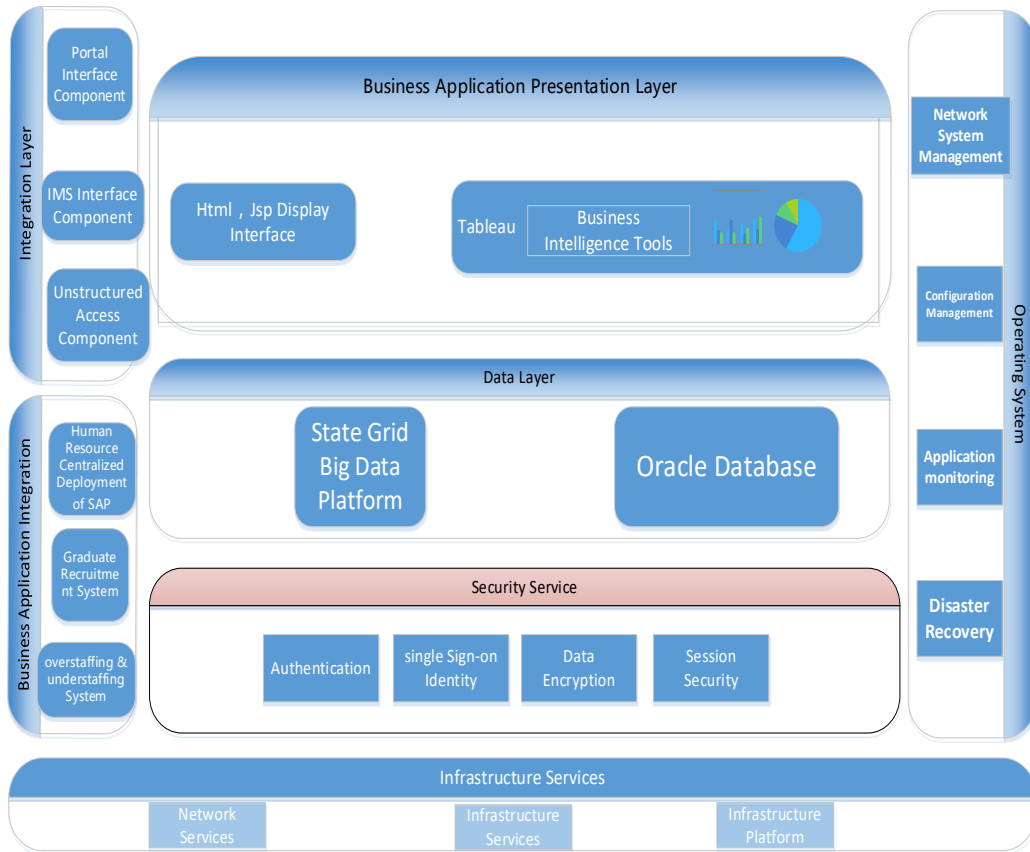 Integration Layer
Portal
Interface
Component
IMS Interface
Component
Unstructured
Access
Component
Business Application Integration
Human
Resource
Centralized
Deployment
of SAP
Graduate
Recruitme
nt System
overstaffing &
understaffing
System
Business Application Presentation Layer
Html , Jsp Display
Interface
Tableau
Business
Intelligence Tools
Data Layer
State Grid
Big Data
Platform
Oracle Database
Security Service
Authentication
single Sign-on
Identity
Data
Encryption
Session
Security
Operating System
Network
System
Management
Configuration
Management
Application
monitoring
Disaster
Recovery
Infrastructure Services
Network
Services
Infrastructure
Services
Infrastructure
Platform